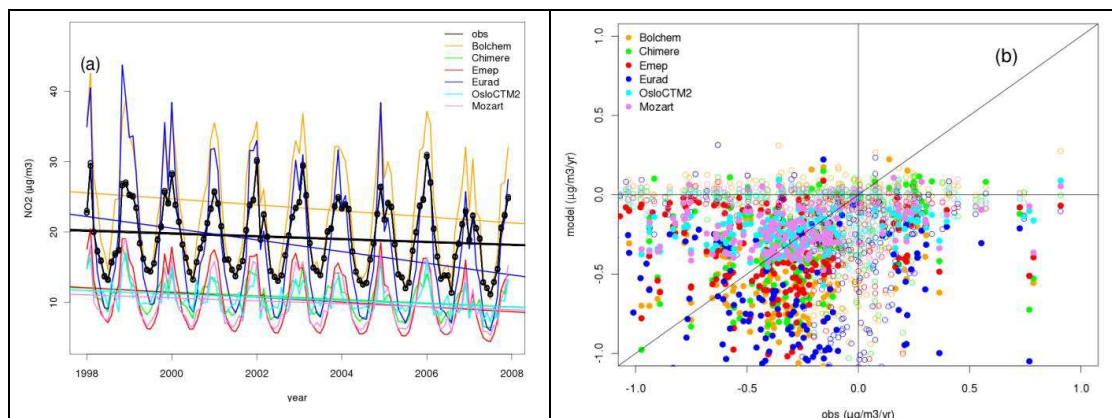 (a)
obs
Bolchem
Chimere
Emep
Eurad
OsloCTM2
Mozart
NO2 (µg/m3)
40
30
20
10
1998 2000 2002 2004 2006 2008
year
(b)
Bolchem
Chimere
Emep
Eurad
OsloCTM2
Mozart
model (µg/m3/yr)
1.0
0.5
0.0
-0.5
-1.0
-1.0 -0.5 0.0 0.5 1.0
obs (µg/m3/yr)